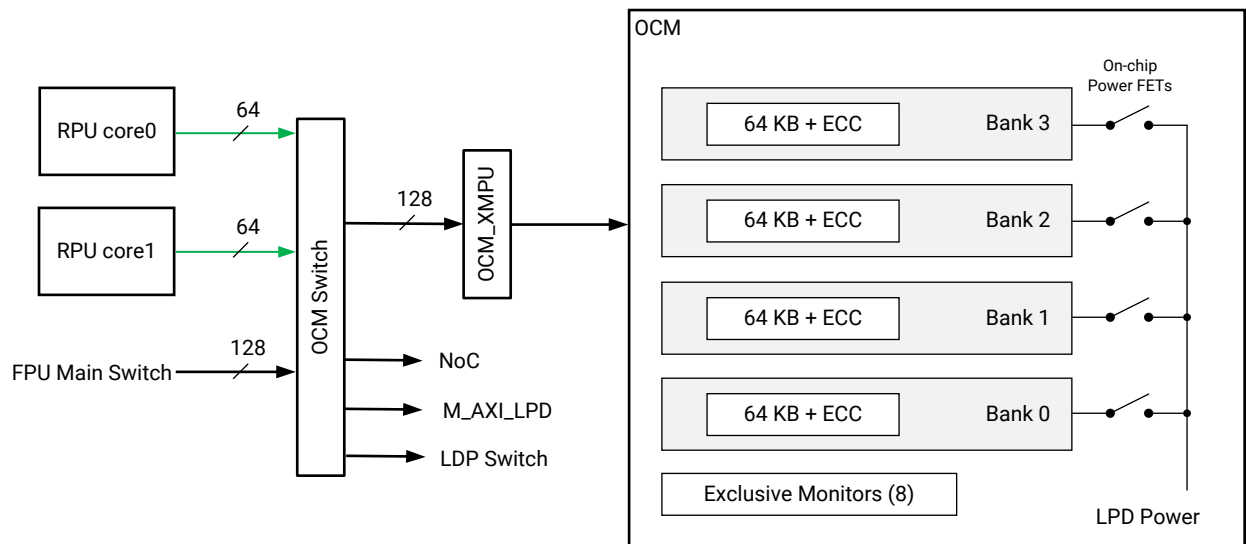 OCM
On-chip
Power FETs
RPU core0
64
64 KB + ECC
Bank 3
OCM Switch
128
OCM_XMPU
64 KB + ECC
Bank 2
RPU core1
64
64 KB + ECC
Bank 1
FPU Main Switch
128
NoC
M_AXI_LPD
64 KB + ECC
Bank 0
LDP Switch
Exclusive Monitors (8)
LPD Power